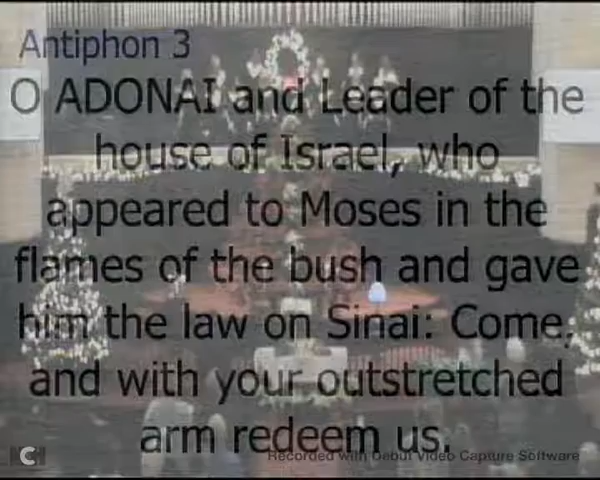 Antiphon 3
O ADONAI and Leader of the
house of Israel, who
appeared to Moses in the
flames of the bush and gave
him the law on Sinai: Come,
and with your outstretched
arm redeem us.
C
Recorded with Debut Video Capture Software